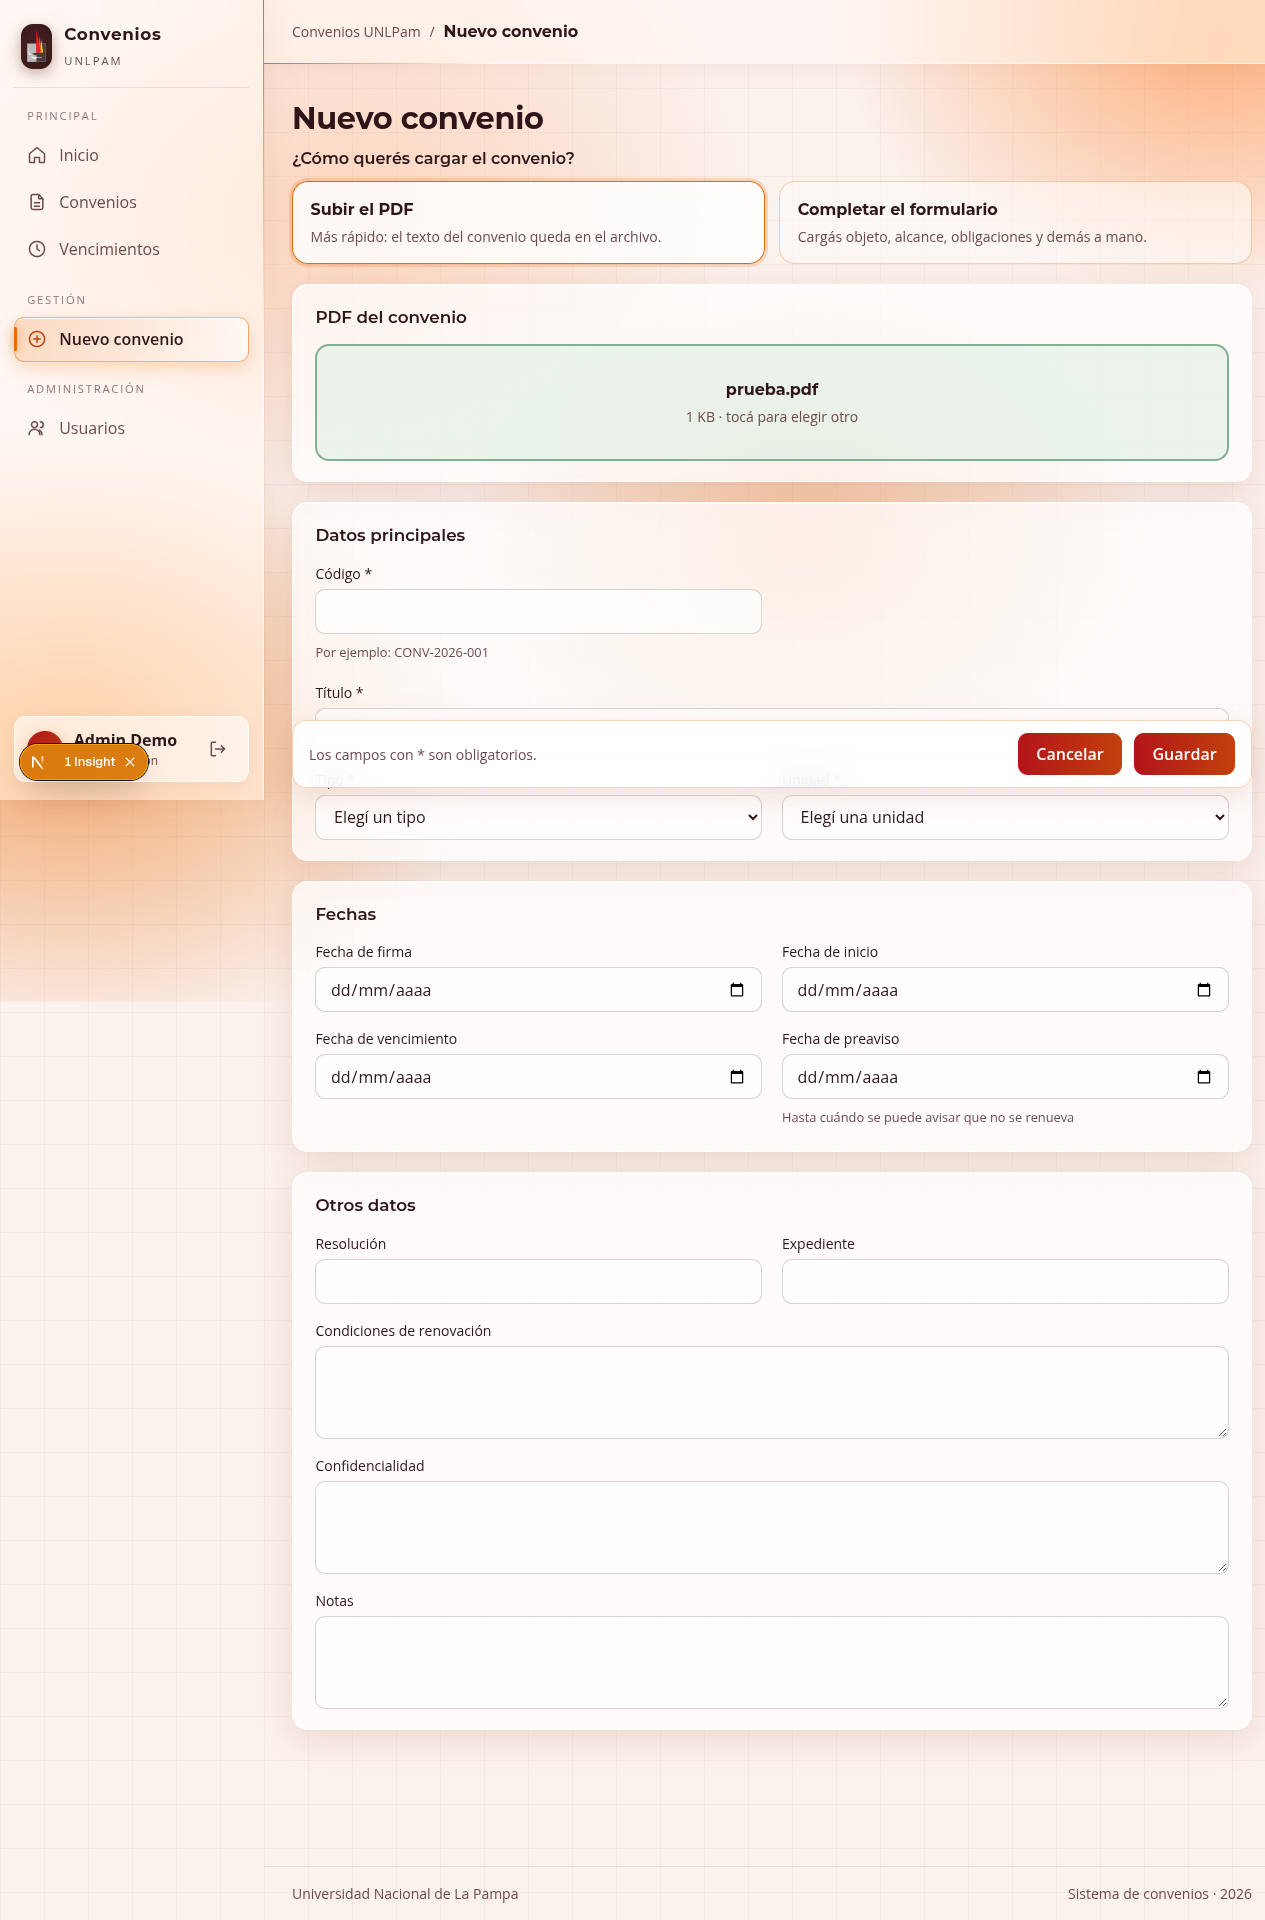 Convenios
UNLPAM
PRINCIPAL
Inicio
Convenios
Vencimientos
GESTIÓN
Nuevo convenio
ADMINISTRACIÓN
Usuarios
Admin Demo
1 Insight
Convenios UNLPam / Nuevo convenio
Nuevo convenio
¿Cómo querés cargar el convenio?
Subir el PDF
Más rápido: el texto del convenio queda en el archivo.
Completar el formulario
Cargás objeto, alcance, obligaciones y demás a mano.
PDF del convenio
prueba.pdf
1 KB · tocá para elegir otro
Datos principales
Código *
Por ejemplo: CONV-2026-001
Título *
Los campos con * son obligatorios.
Cancelar
Guardar
Tipo *
Unidad *
Elegí un tipo
Elegí una unidad
Fechas
Fecha de firma
Fecha de inicio
dd/mm/aaaa
dd/mm/aaaa
Fecha de vencimiento
Fecha de preaviso
dd/mm/aaaa
dd/mm/aaaa
Hasta cuándo se puede avisar que no se renueva
Otros datos
Resolución
Expediente
Condiciones de renovación
Confidencialidad
Notas
Universidad Nacional de La Pampa
Sistema de convenios · 2026